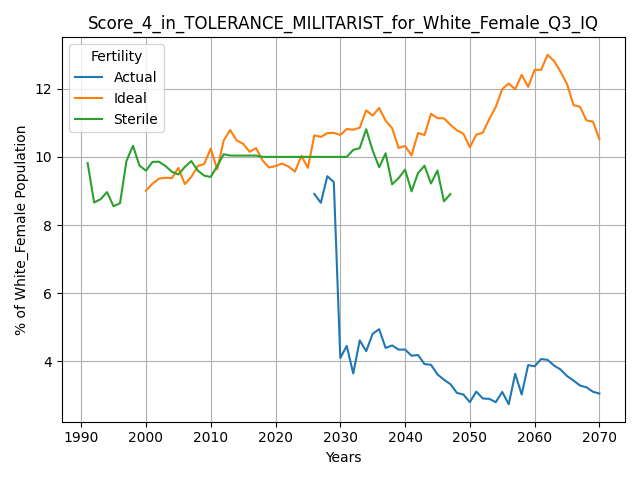 Score_4_in_TOLERANCE_MILITARIST_for_White_Female_Q3_IQ
Fertility
Actual
Ideal
Sterile
% of White_Female Population
12
10
8
6
4
1990 2000 2010 2020 2030 2040 2050 2060 2070
Years